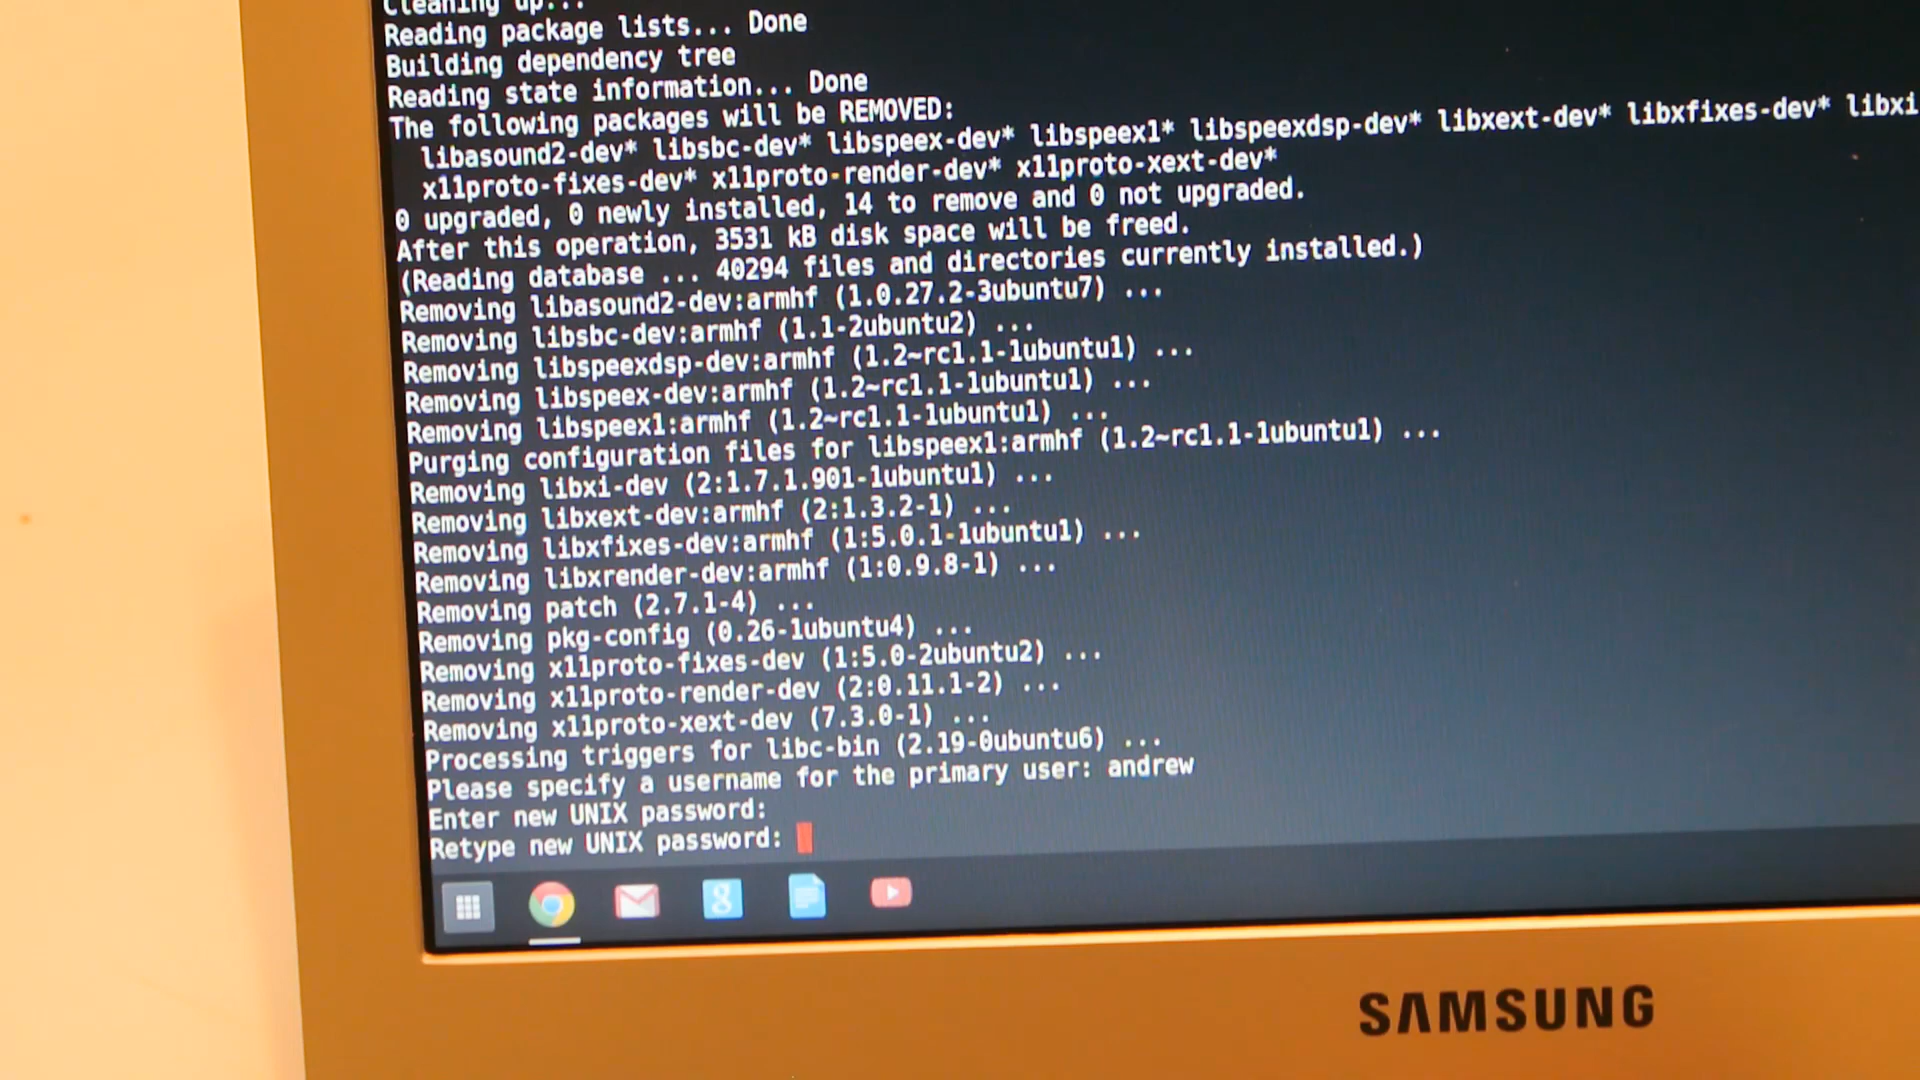 Cleaning up...
Reading package lists... Done
Building dependency tree
Reading state information... Done
The following packages will be REMOVED:
libasound2-dev* libsbc-dev* libspeex-dev* libspeex1* libspeexdsp-dev* libxext-dev* libxfixes-dev* libxi
x11proto-fixes-dev* x11proto-render-dev* x11proto-xext-dev*
0 upgraded, 0 newly installed, 14 to remove and 0 not upgraded.
After this operation, 3531 kB disk space will be freed.
(Reading database ... 40294 files and directories currently installed.)
Removing libasound2-dev:armhf (1.0.27.2-3ubuntu7) ...
Removing libsbc-dev:armhf (1.1-2ubuntu2) ...
Removing libspeexdsp-dev:armhf (1.2~rc1.1-1ubuntu1) ...
Removing libspeex-dev:armhf (1.2~rc1.1-1ubuntu1) ...
Removing libspeex1:armhf (1.2~rc1.1-1ubuntu1) ...
Purging configuration files for libspeex1:armhf (1.2~rc1.1-1ubuntu1) ...
Removing libxi-dev (2:1.7.1.901-1ubuntu1) ...
Removing libxext-dev:armhf (2:1.3.2-1) ...
Removing libxfixes-dev:armhf (1:5.0.1-1ubuntu1) ...
Removing libxrender-dev:armhf (1:0.9.8-1) ...
Removing patch (2.7.1-4) ...
Removing pkg-config (0.26-1ubuntu4) ...
Removing x11proto-fixes-dev (1:5.0-2ubuntu2) ...
Removing x11proto-render-dev (2:0.11.1-2) ...
Removing x11proto-xext-dev (7.3.0-1) ...
Processing triggers for libc-bin (2.19-0ubuntu6) ...
Please specify a username for the primary user: andrew
Enter new UNIX password:
Retype new UNIX password:
8
SAMSUNG